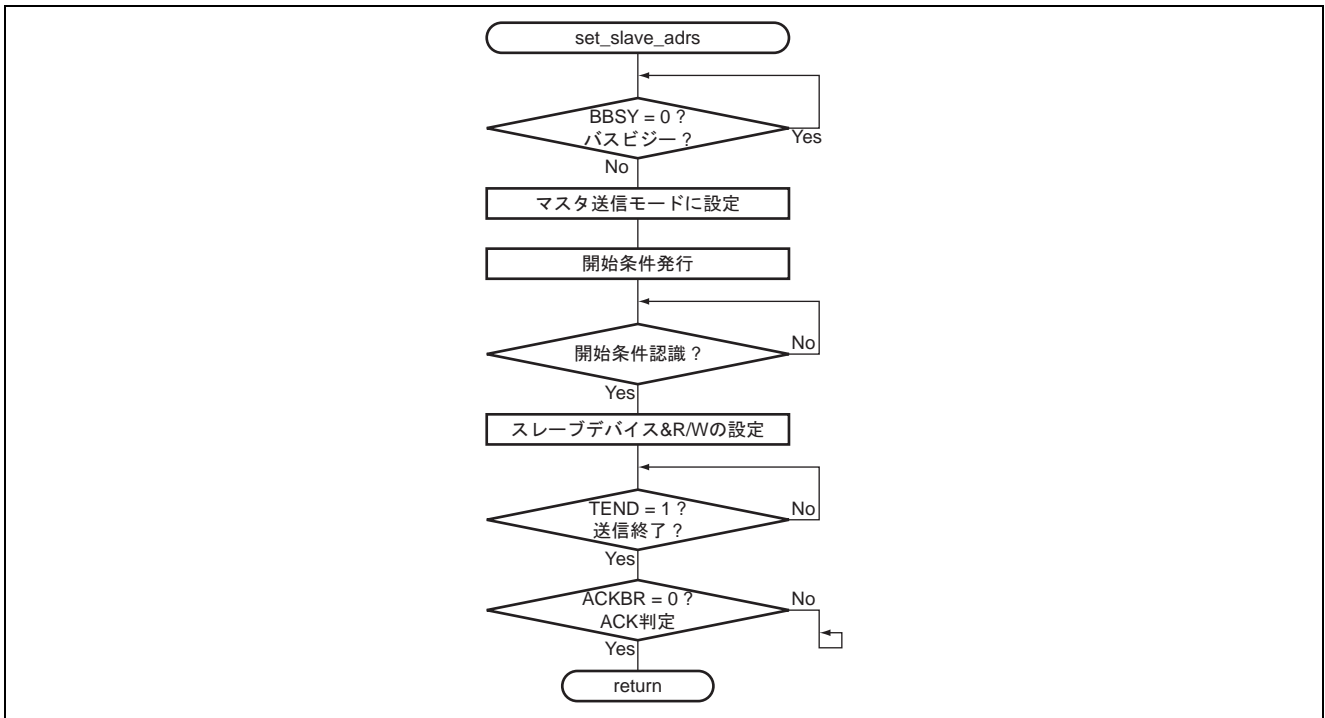 set_slave_adrs
BBSY = 0 ?
バスビジー ?
Yes
No
マスタ送信モードに設定
開始条件発行
開始条件認識 ?
No
Yes
スレーブデバイス&R/Wの設定
TEND = 1 ?
送信終了 ?
No
Yes
ACKBR = 0 ?
ACK判定
No
Yes
return